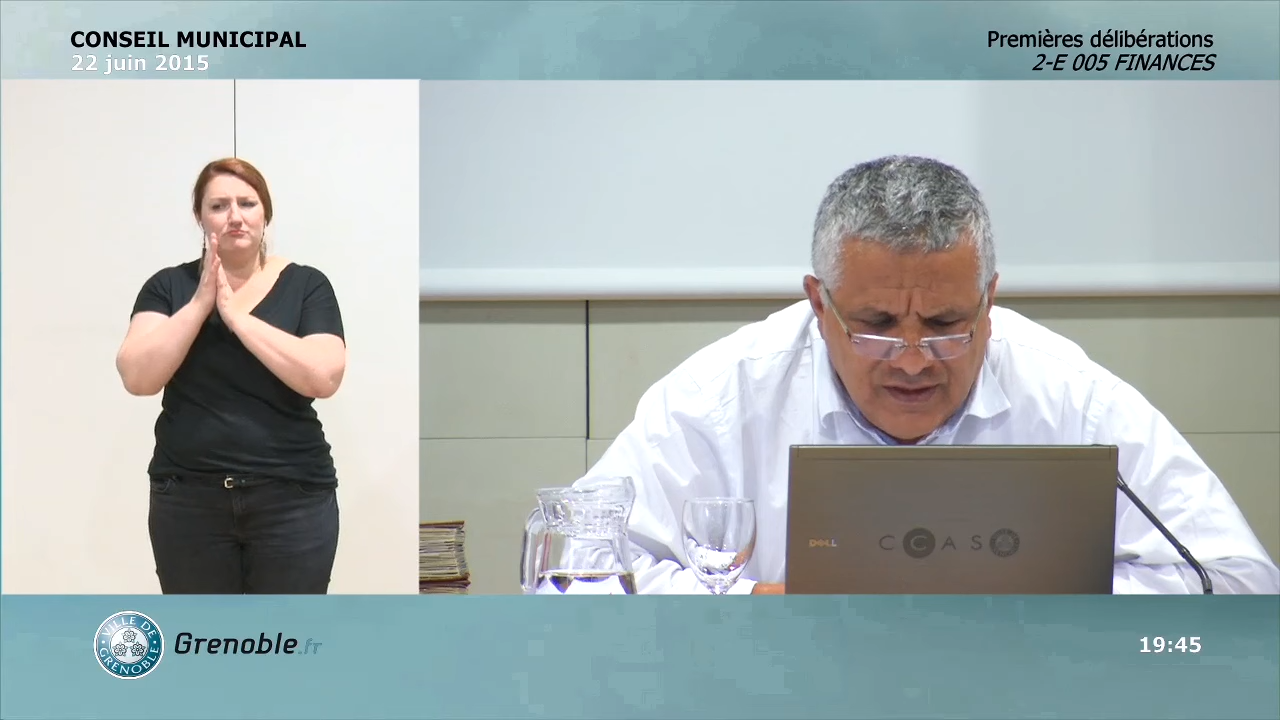 CONSEIL MUNICIPAL
22 juin 2015
Premières délibérations
2-E 005 FINANCES
DELL
CCAS
VILLE DE GRENOBLE
Grenoble.fr
19:45